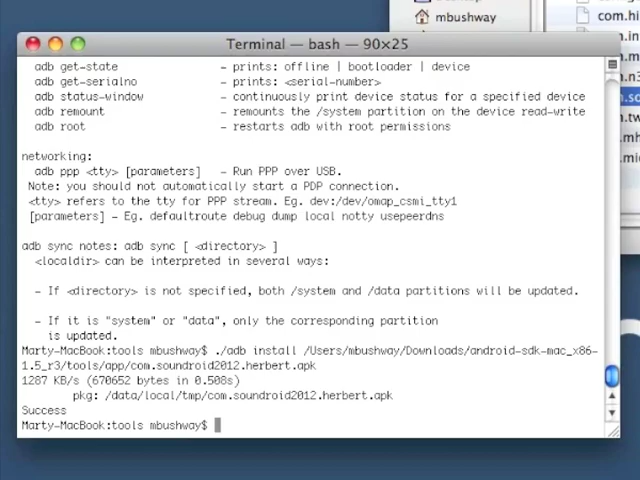 mbushway
com.hi
Terminal — bash — 90×25
adb get-state - prints: offline | bootloader | device
adb get-serialno - prints: <serial-number>
adb status-window - continuously print device status for a specified device
adb remount - remounts the /system partition on the device read-write
adb root - restarts adb with root permissions
networking:
adb ppp <tty> [parameters] - Run PPP over USB.
Note: you should not automatically start a PDP connection.
<tty> refers to the tty for PPP stream. Eg. dev:/dev/omap_csmi_tty1
[parameters] - Eg. defaultroute debug dump local notty usepeerdns
adb sync notes: adb sync [ <directory> ]
<localdir> can be interpreted in several ways:
- If <directory> is not specified, both /system and /data partitions will be updated.
- If it is "system" or "data", only the corresponding partition
is updated.
Marty-MacBook:tools mbushway$ ./adb install /Users/mbushway/Downloads/android-sdk-mac_x86-
1.5_r3/tools/app/com.soundroid2012.herbert.apk
1287 KB/s (670652 bytes in 0.508s)
pkg: /data/local/tmp/com.soundroid2012.herbert.apk
Success
Marty-MacBook:tools mbushway$